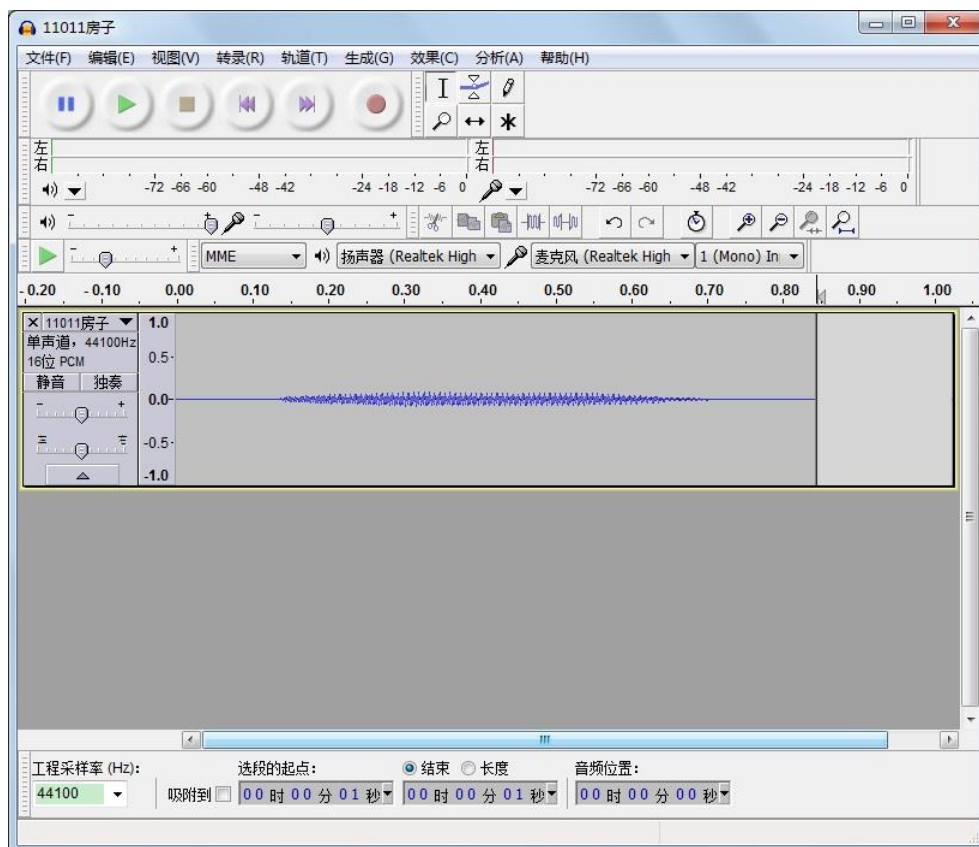 11011房子
文件(F) 编辑(E) 视图(V) 转录(R) 轨道(T) 生成(G) 效果(C) 分析(A) 帮助(H)
左 左
右 右
-72 -66 -60 -48 -42 -24 -18 -12 -6 0 -72 -66 -60 -48 -42 -24 -18 -12 -6 0
- + - +
- + MME 扬声器 (Realtek High 麦克风 (Realtek High 1 (Mono) In
-0.20 -0.10 0.00 0.10 0.20 0.30 0.40 0.50 0.60 0.70 0.80 0.90 1.00
11011房子 1.0
单声道，44100Hz
16位 PCM 0.5-
静音 独奏
- + 0.0-
-0.5-
-1.0
工程采样率 (Hz): 选段的起点: 结束 长度 音频位置:
44100 吸附到 00 时 00 分 01 秒 00 时 00 分 01 秒 00 时 00 分 00 秒